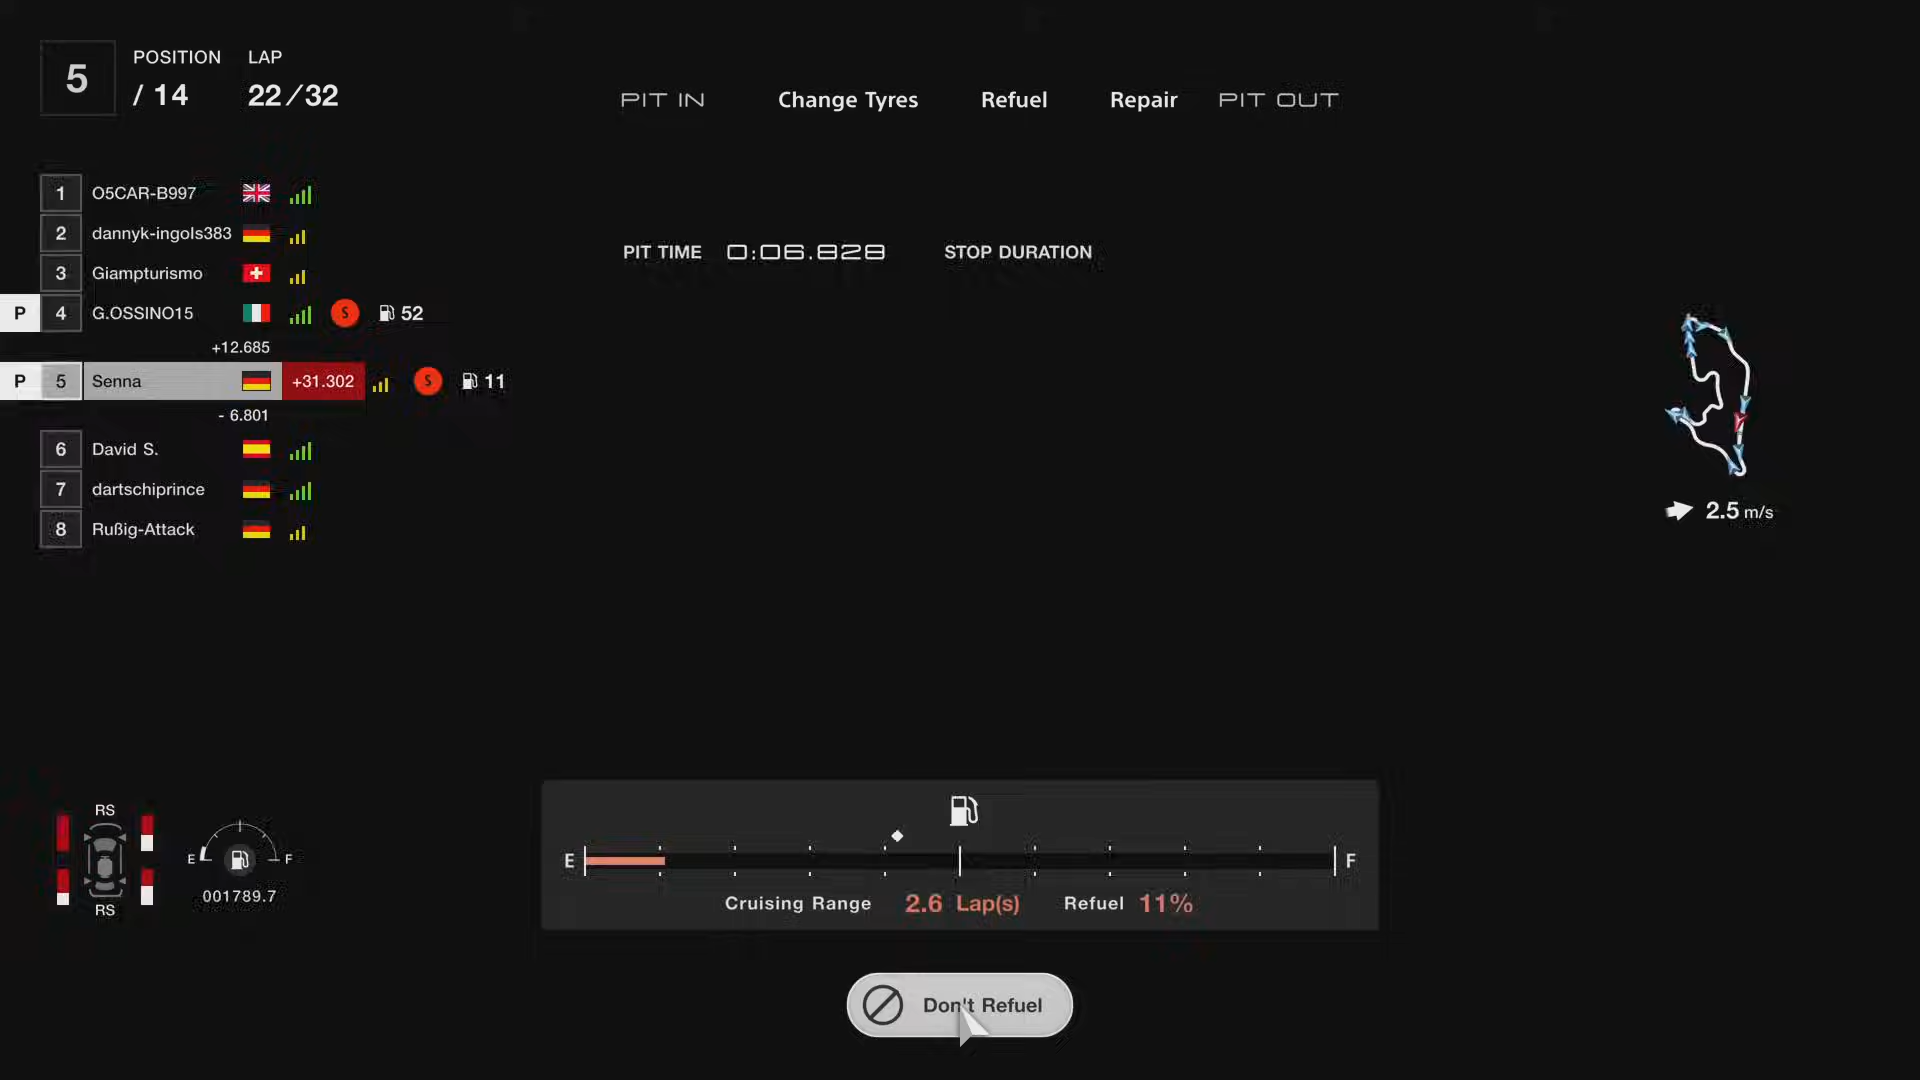 5 POSITION LAP
/ 14 22/32
PIT IN Change Tyres Refuel Repair PIT OUT
1 O5CAR-B997
2 dannyk-ingols383
PIT TIME 0:06.828 STOP DURATION
3 Giampturismo
P 4 G.OSSINO15 S 52
+12.685
P 5 Senna +31.302 S 11
- 6.801
6 David S.
7 dartschiprince
8 Rußig-Attack
2.5 m/s
RS
E F
001789.7
RS
E F
Cruising Range 2.6 Lap(s) Refuel 11%
Don't Refuel